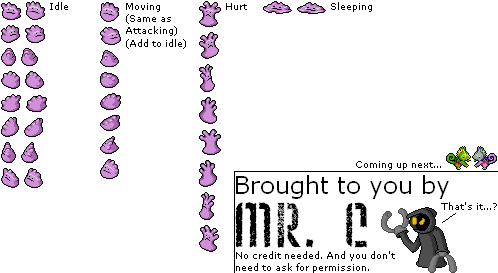 Idle
Moving
(Same as
Attacking)
(Add to idle)
Hurt
Sleeping
Coming up next...
Brought to you by
MR. C
That's it...?
No credit needed. And you don't
need to ask for permission.